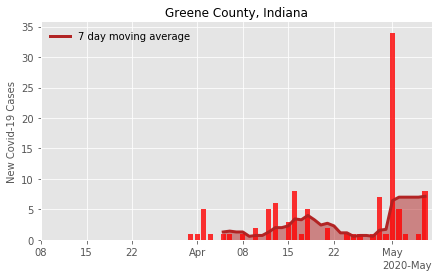 Greene County, Indiana
7 day moving average
New Covid-19 Cases
35
30
25
20
15
10
5
0
08 15 22 Apr 08 15 22 May
2020-May